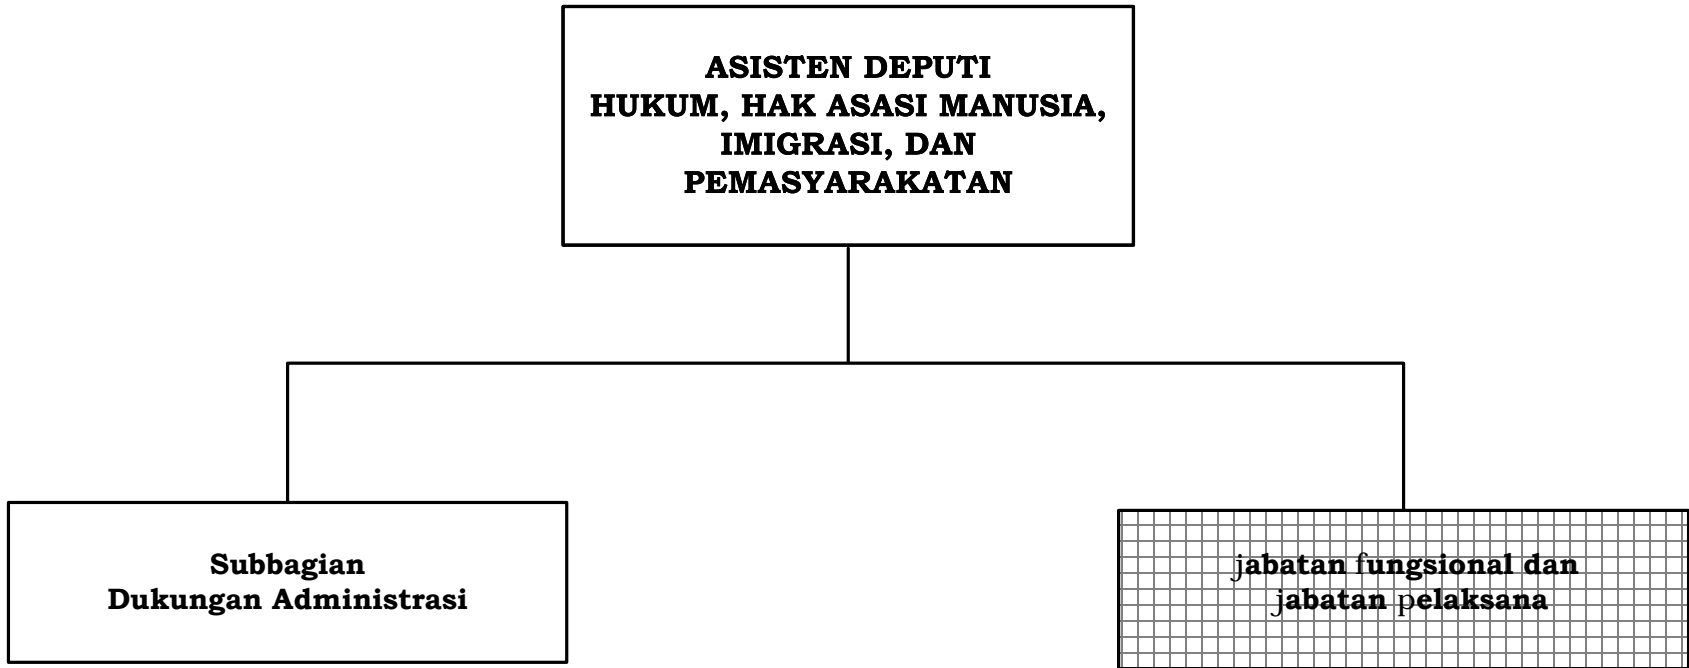 ASISTEN DEPUTI
HUKUM, HAK ASASI MANUSIA,
IMIGRASI, DAN
PEMASYARAKATAN
Subbagian
Dukungan Administrasi
jabatan fungsional dan
jabatan pelaksana